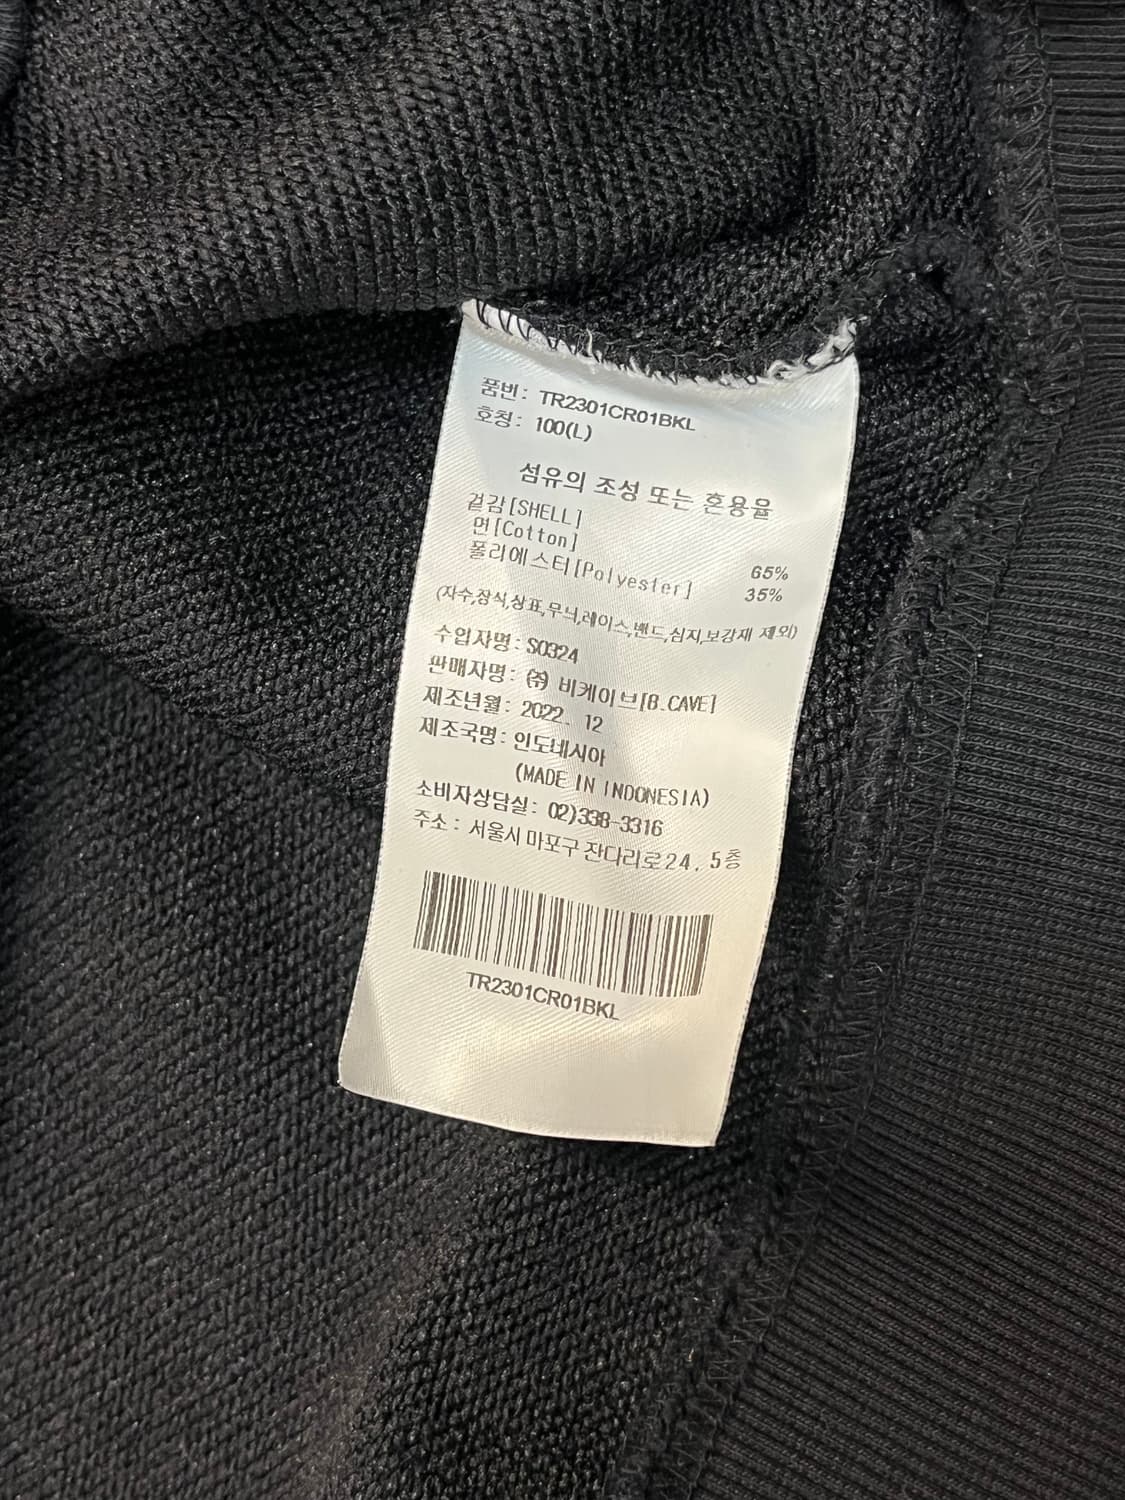 품번: TR2301CR01BKL
호칭: 100(L)
섬유의 조성 또는 혼용율
겉감[SHELL]
면[Cotton] 65%
폴리에스터[Polyester] 35%
(자수,장식,상표,무늬,레이스,밴드,심지,보강재 제외)
수입자명: S0324
판매자명: ㈜ 비케이브[B.CAVE]
제조년월: 2022. 12
제조국명: 인도네시아
(MADE IN INDONESIA)
소비자상담실: 02)338-3316
주소: 서울시 마포구 잔다리로24, 5층
TR2301CR01BKL